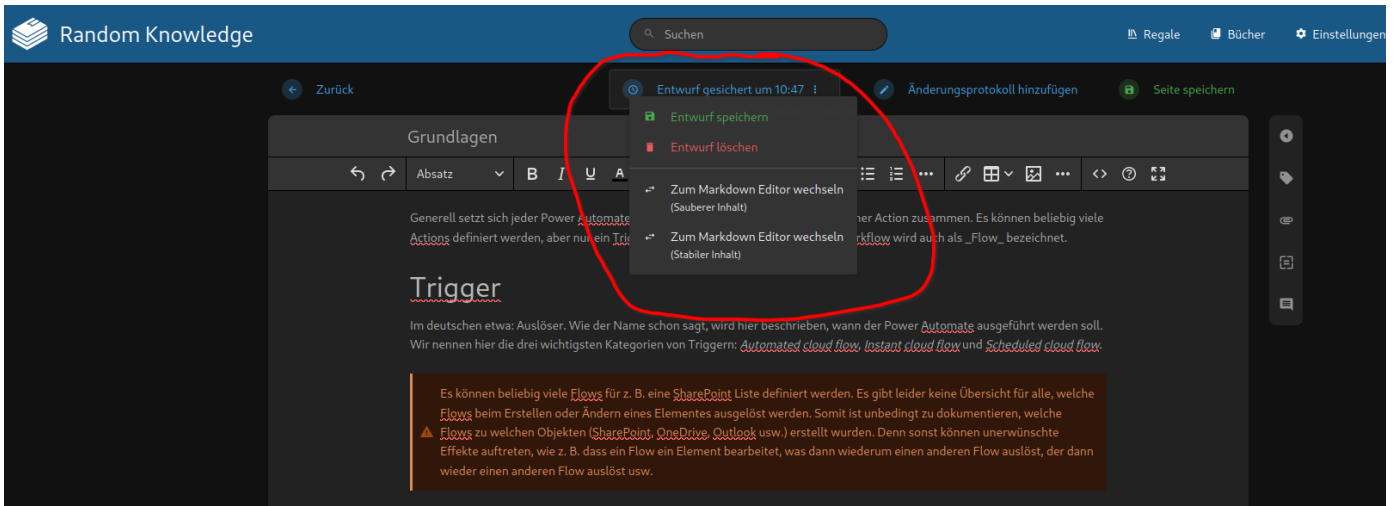 Random Knowledge
Suchen
Regale
Bücher
Einstellungen
Zurück
Entwurf gesichert um 10:47
Änderungsprotokoll hinzufügen
Seite speichern
Entwurf speichern
Entwurf löschen
Zum Markdown Editor wechseln
(Sauberer Inhalt)
Zum Markdown Editor wechseln
(Stabiler Inhalt)
Grundlagen
Absatz
B I U A
Generell setzt sich jeder Power Automate ner Action zusammen. Es können beliebig viele
Actions definiert werden, aber nur ein Tri rkflow wird auch als _Flow_ bezeichnet.
Trigger
Im deutschen etwa: Auslöser. Wie der Name schon sagt, wird hier beschrieben, wann der Power Automate ausgeführt werden soll.
Wir nennen hier die drei wichtigsten Kategorien von Triggern: Automated cloud flow, Instant cloud flow und Scheduled cloud flow.
Es können beliebig viele Flows für z. B. eine SharePoint Liste definiert werden. Es gibt leider keine Übersicht für alle, welche
Flows beim Erstellen oder Ändern eines Elementes ausgelöst werden. Somit ist unbedingt zu dokumentieren, welche
Flows zu welchen Objekten (SharePoint, OneDrive, Outlook usw.) erstellt wurden. Denn sonst können unerwünschte
Effekte auftreten, wie z. B. dass ein Flow ein Element bearbeitet, was dann wiederum einen anderen Flow auslöst, der dann
wieder einen anderen Flow auslöst usw.